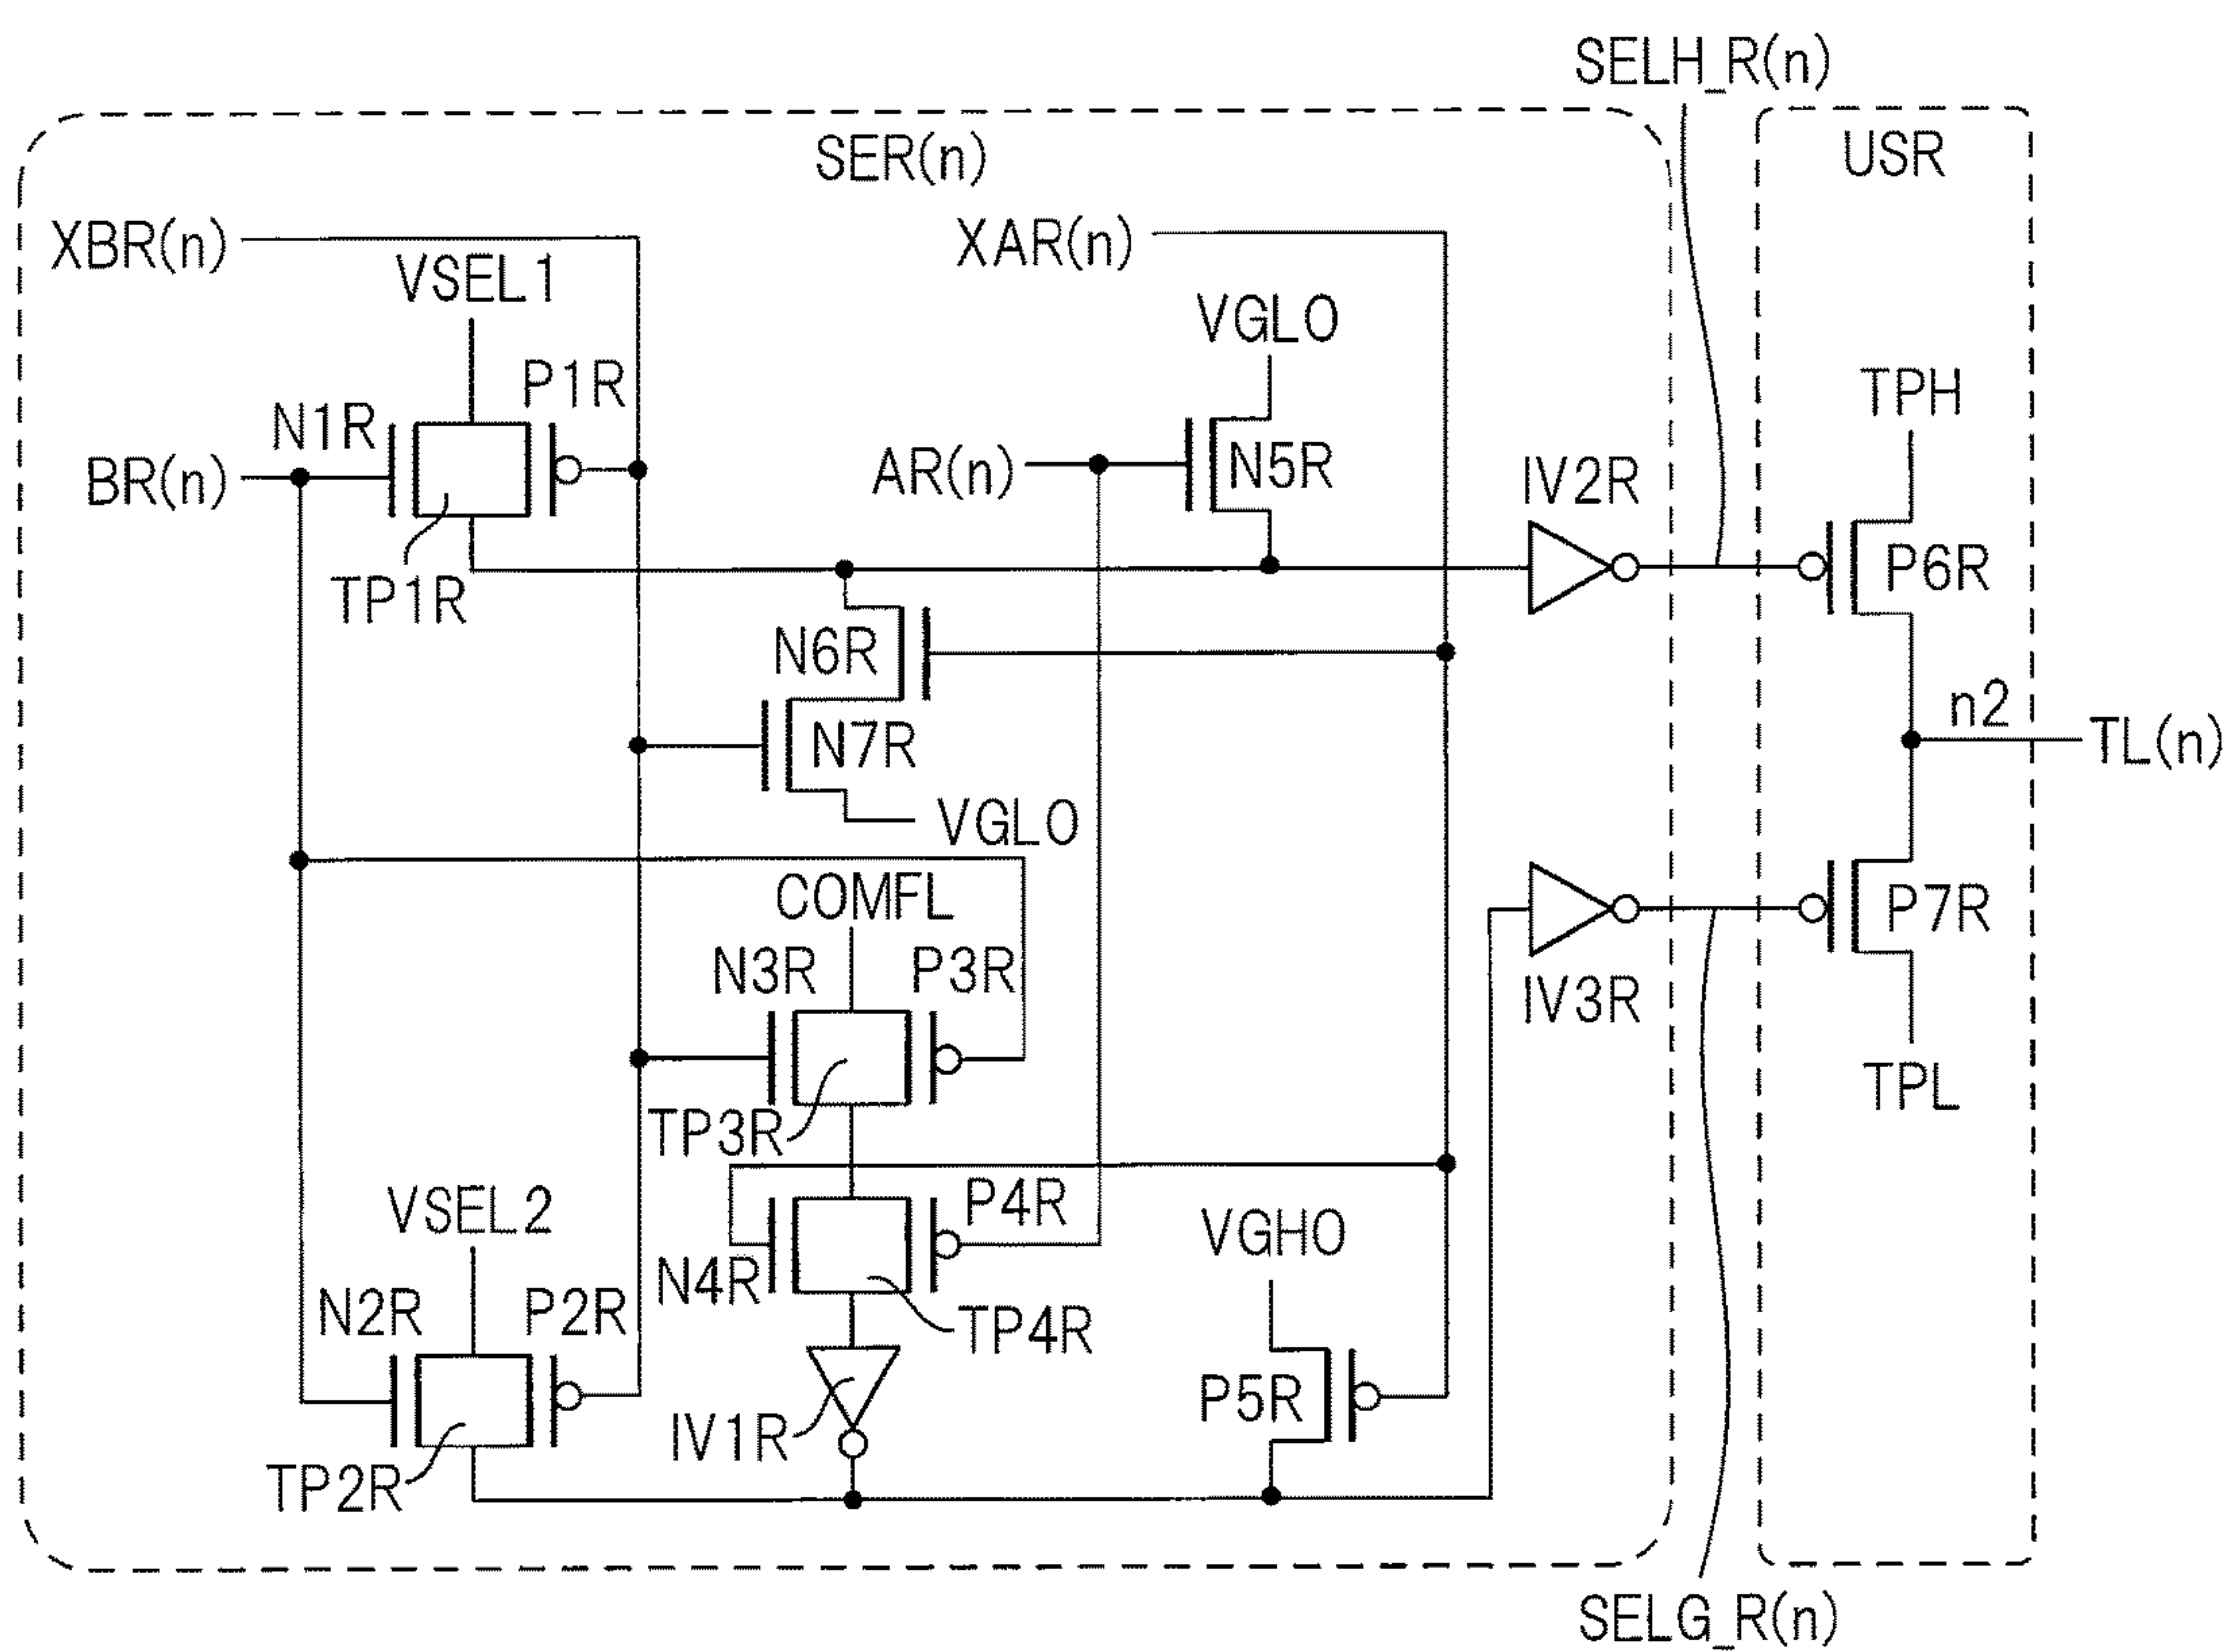 SELH_R(n)
SER(n)
USR
XBR(n)
XAR(n)
VSEL1
VGLO
P1R
TPH
N1R
BR(n)
AR(n)
N5R
IV2R
P6R
TP1R
N6R
n2
N7R
TL(n)
VGLO
COMFL
N3R
P3R
P7R
IV3R
TPL
TP3R
VSEL2
P4R
VGHO
N4R
N2R
P2R
TP4R
P5R
IV1R
TP2R
SELG_R(n)